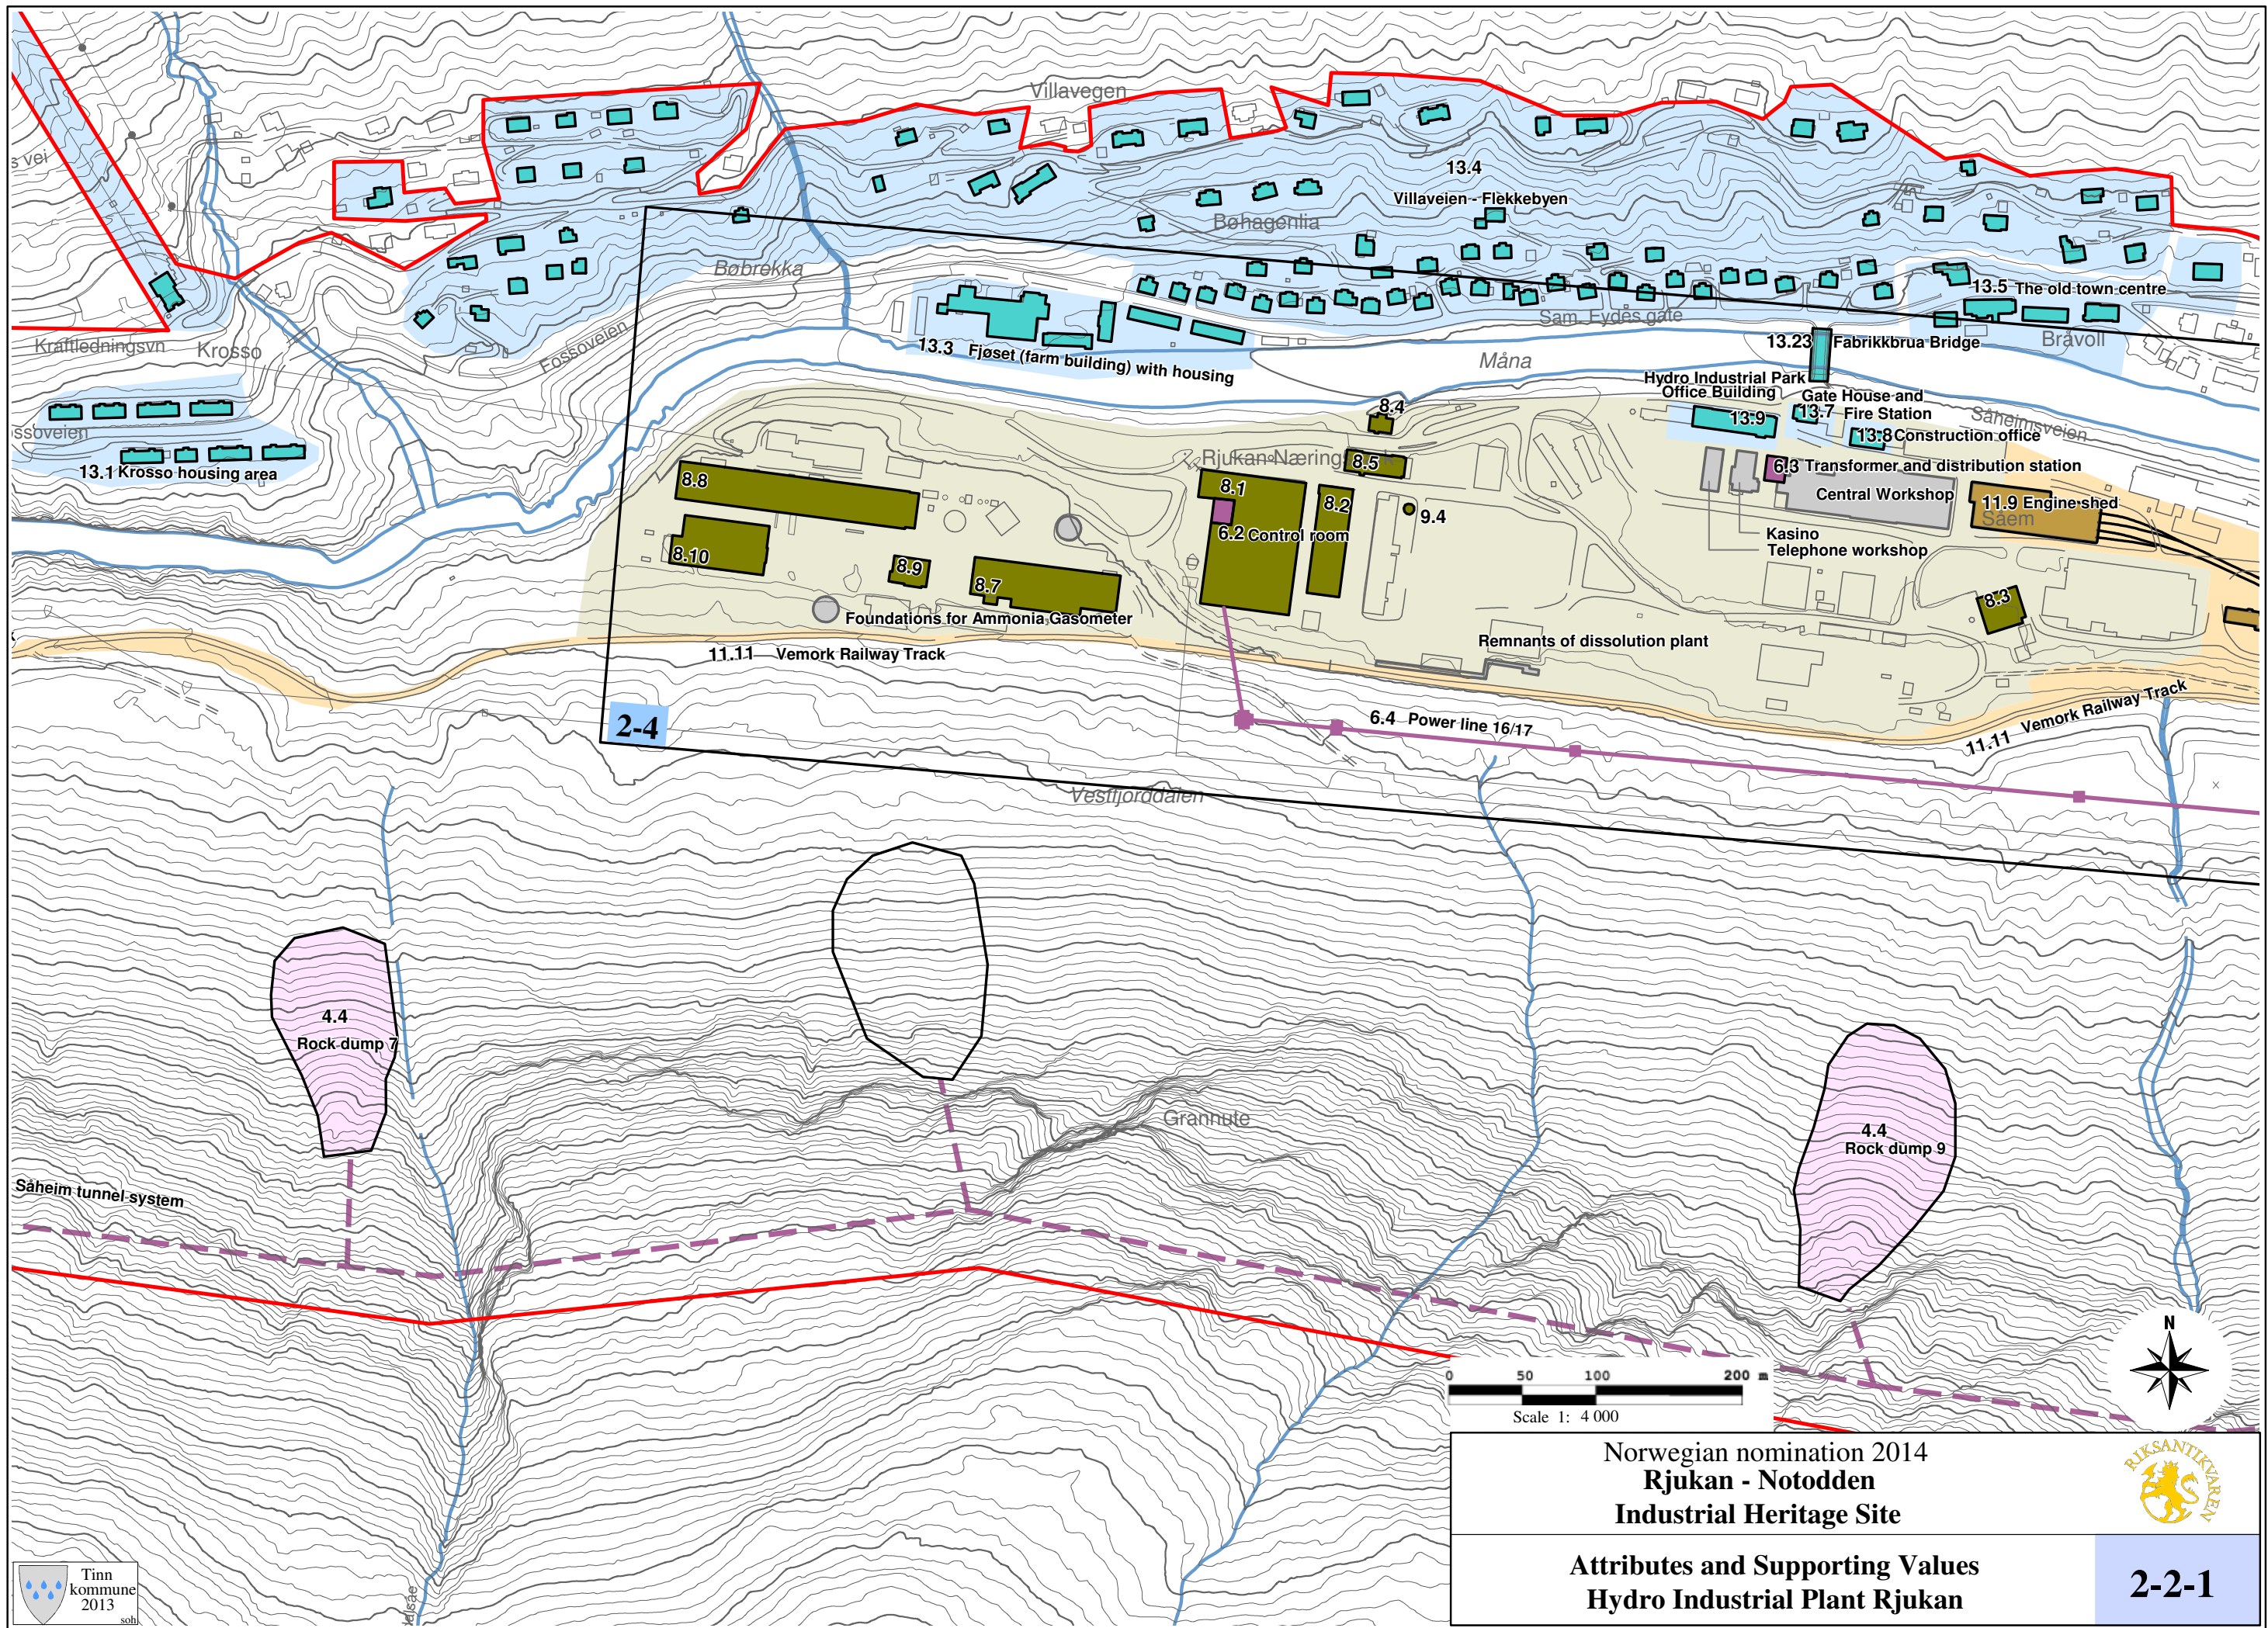 Villavegen
s vei
13.4
Villaveien - Flekkebyen
Bøhagenlia
Bøbrekka
13.5 The old town centre
Sam. Eydes gate
Kraftledningsvn
Krosso
Fossoveien
13.3 Fjøset (farm building) with housing
Måna
13.23 Fabrikkbrua Bridge
Bråvoll
Hydro Industrial Park
Office Building
Gate House and
Fire Station
13.9
13.7
13.8 Construction office
Såheimsveien
ossoveien
13.1 Krosso housing area
8.4
8.5
8.8
8.1
8.2
9.4
6.2 Control room
6.3 Transformer and distribution station
Central Workshop
11.9 Engine shed
Såem
Kasino
Telephone workshop
8.10
8.9
8.7
8.3
Foundations for Ammonia Gasometer
Remnants of dissolution plant
11.11 Vemork Railway Track
11.11 Vemork Railway Track
2-4
6.4 Power line 16/17
Vestfjorddalen
4.4
Rock dump 7
Grannute
4.4
Rock dump 9
Såheim tunnel system
N
0 50 100 200 m
Scale 1: 4 000
Norwegian nomination 2014
Rjukan - Notodden
Industrial Heritage Site
RIKSANTIKVAREN
Attributes and Supporting Values
Hydro Industrial Plant Rjukan
2-2-1
Tinn
kommune
2013
soh